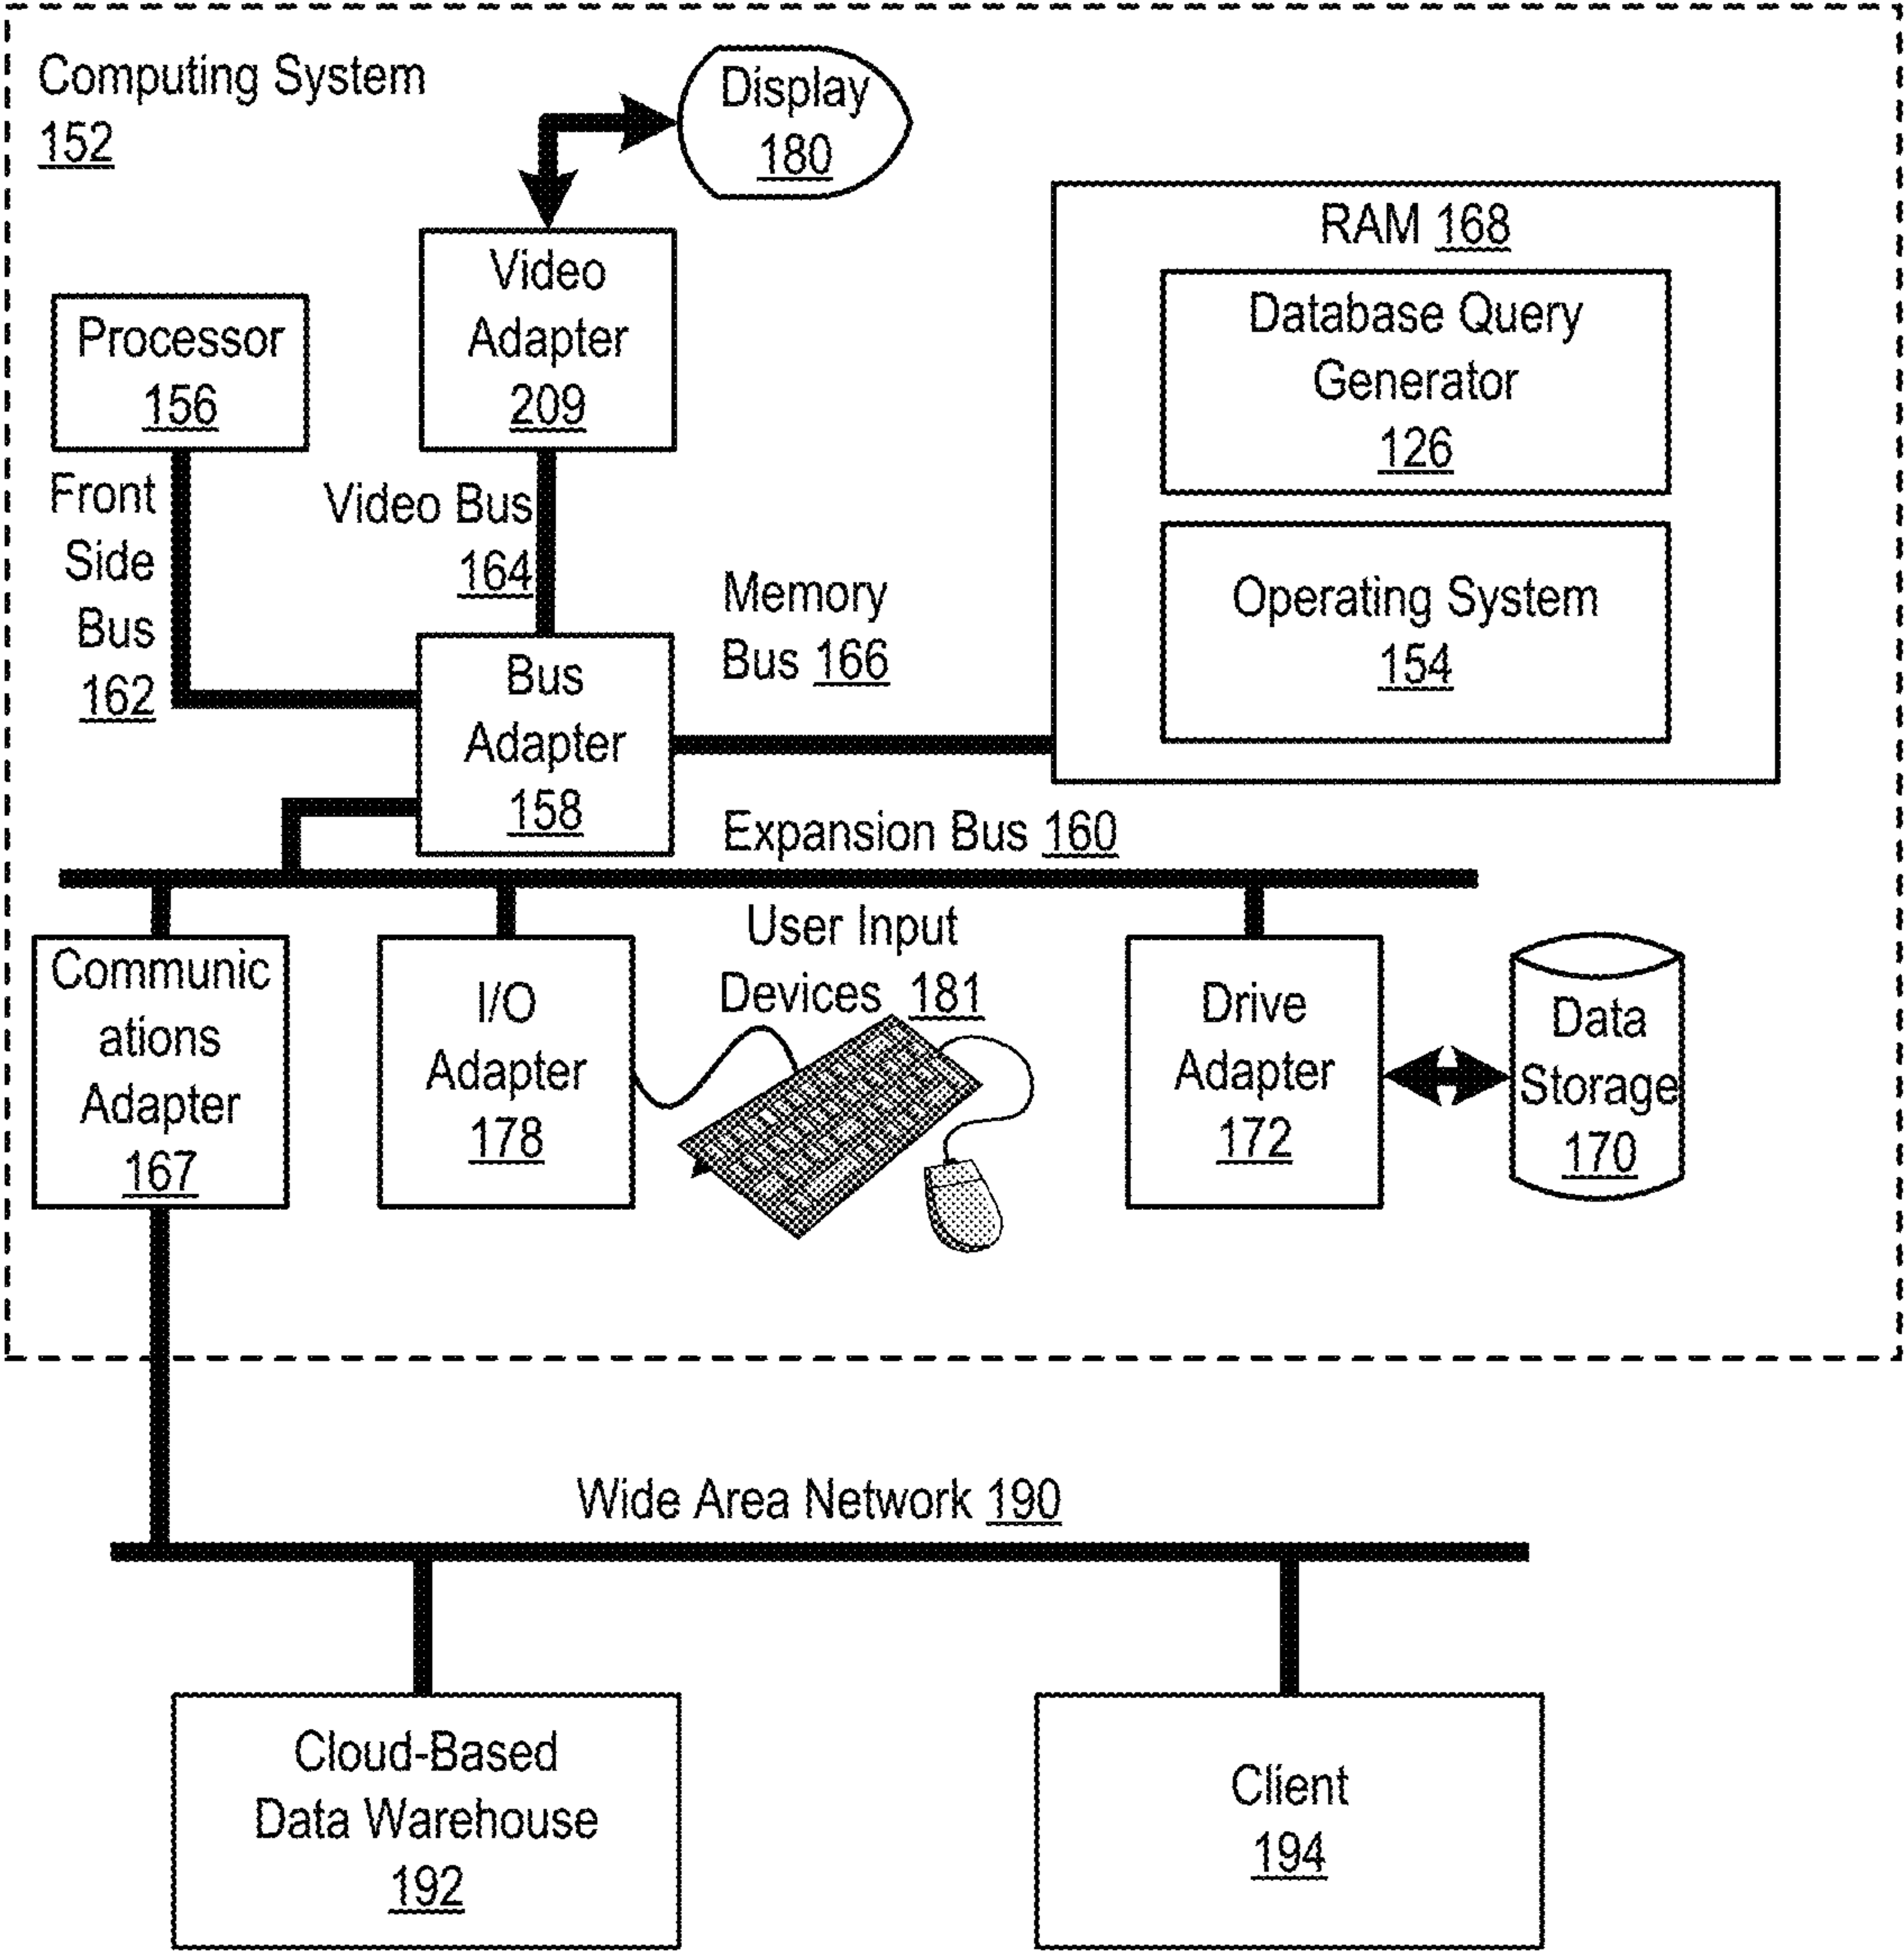 Computing System
152
Display
180
RAM 168
Video
Adapter
209
Processor
156
Database Query
Generator
126
Front
Side
Bus
162
Video Bus
164
Operating System
154
Memory
Bus 166
Bus
Adapter
158
Expansion Bus 160
Communic
ations
Adapter
167
I/O
Adapter
178
User Input
Devices 181
Drive
Adapter
172
Data
Storage
170
Wide Area Network 190
Cloud-Based
Data Warehouse
192
Client
194